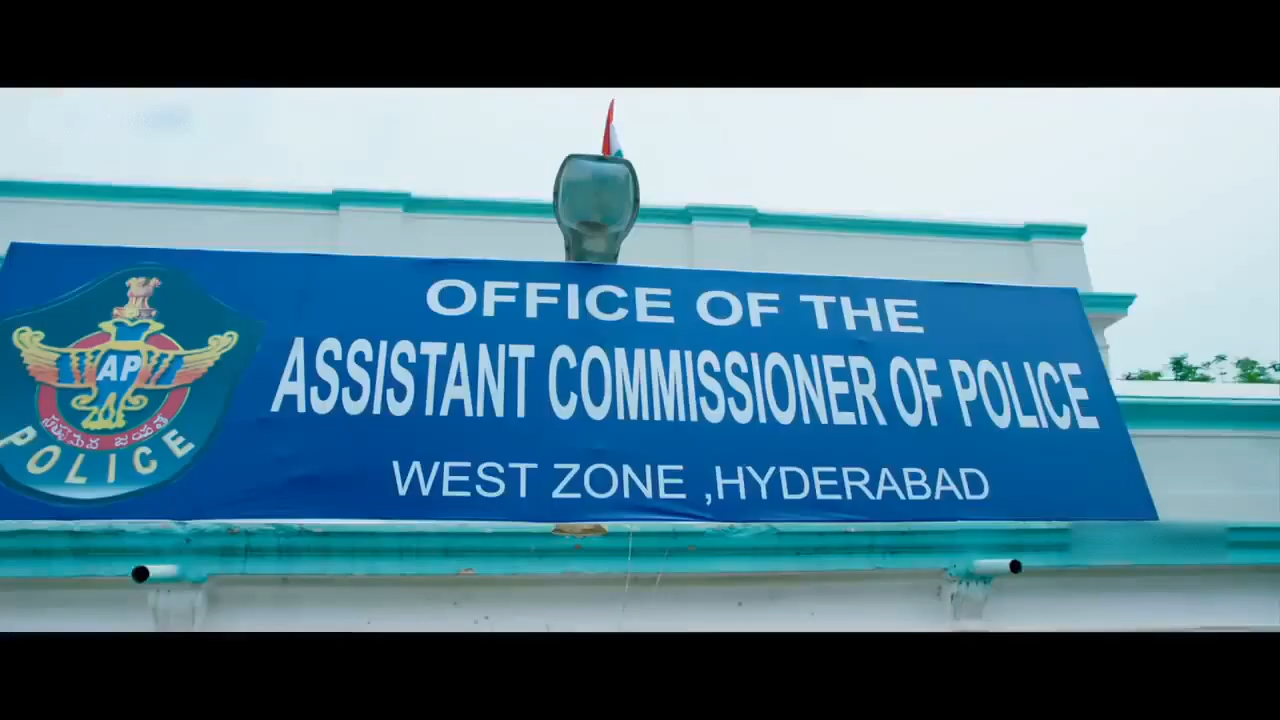 OFFICE OF THE
ASSISTANT COMMISSIONER OF POLICE
WEST ZONE ,HYDERABAD
AP
POLICE